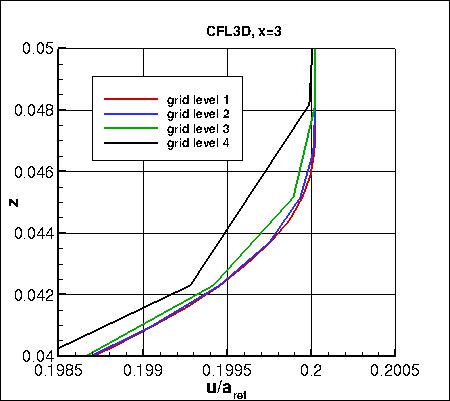 CFL3D, x=3
0.05
0.048
0.046
0.044
0.042
0.04
z
grid level 1
grid level 2
grid level 3
grid level 4
0.1985 0.199 0.1995 0.2 0.2005
u/a_ref